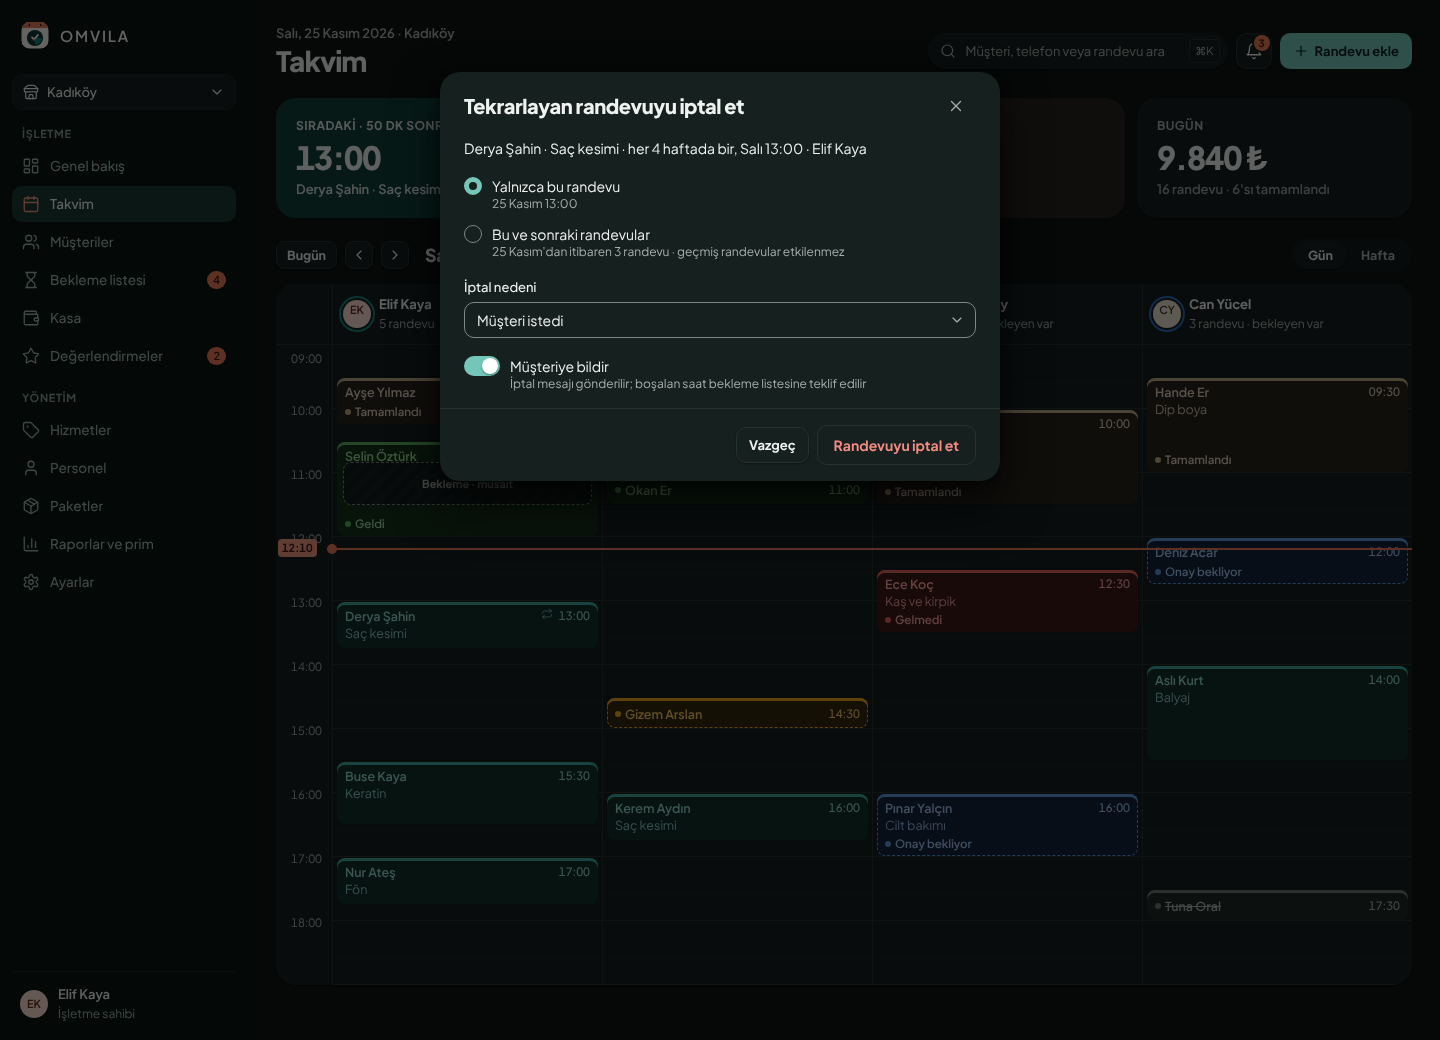 OMVILA
Kadıköy
İŞLETME
Genel bakış
Takvim
Müşteriler
Bekleme listesi
4
Kasa
Değerlendirmeler
2
YÖNETİM
Hizmetler
Personel
Paketler
Raporlar ve prim
Ayarlar
EK
Elif Kaya
İşletme sahibi
Salı, 25 Kasım 2026 · Kadıköy
Takvim
Müşteri, telefon veya randevu ara
⌘K
3
Randevu ekle
SIRADAKİ · 50 DK
13:00
Derya Şahin · Saç kesim
BUGÜN
9.840 ₺
16 randevu · 6'sı tamamlandı
Bugün
Gün
Hafta
Tekrarlayan randevuyu iptal et
Derya Şahin · Saç kesimi · her 4 haftada bir, Salı 13:00 · Elif Kaya
Yalnızca bu randevu
25 Kasım 13:00
Bu ve sonraki randevular
25 Kasım'dan itibaren 3 randevu · geçmiş randevular etkilenmez
İptal nedeni
Müşteri istedi
Müşteriye bildir
İptal mesajı gönderilir; boşalan saat bekleme listesine teklif edilir
Vazgeç
Randevuyu iptal et
EK
Elif Kaya
5 randevu
bekleyen var
CY
Can Yücel
3 randevu · bekleyen var
09:00
10:00
11:00
12:00
12:10
13:00
14:00
15:00
16:00
17:00
18:00
Ayşe Yılmaz
Tamamlandı
Selin Öztürk
Bekleme · müsait
Geldi
Derya Şahin
13:00
Saç kesimi
Buse Kaya
15:30
Keratin
Nur Ateş
17:00
Fön
Okan Er
11:00
Gizem Arslan
14:30
Kerem Aydın
16:00
Saç kesimi
10:00
Tamamlandı
Ece Koç
12:30
Kaş ve kirpik
Gelmedi
Pınar Yalçın
16:00
Cilt bakımı
Onay bekliyor
Hande Er
09:30
Dip boya
Tamamlandı
Deniz Acar
12:00
Onay bekliyor
Aslı Kurt
14:00
Balyaj
Tuna Oral
17:30